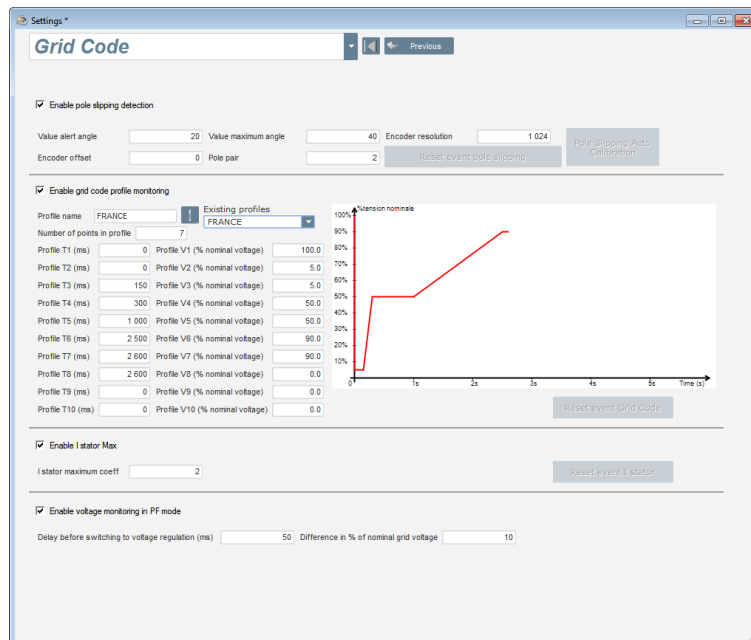 Settings *
Grid Code
Previous
Enable pole slipping detection
Value alert angle 20 Value maximum angle 40 Encoder resolution 1 024
Pole Slipping Auto Calibration
Encoder offset 0 Pole pair 2 Reset event pole slipping
Enable grid code profile monitoring
Existing profiles
Profile name FRANCE ! FRANCE
Number of points in profile 7
Profile T1 (ms) 0 Profile V1 (% nominal voltage) 100.0
Profile T2 (ms) 0 Profile V2 (% nominal voltage) 5.0
Profile T3 (ms) 150 Profile V3 (% nominal voltage) 5.0
Profile T4 (ms) 300 Profile V4 (% nominal voltage) 50.0
Profile T5 (ms) 1 000 Profile V5 (% nominal voltage) 50.0
Profile T6 (ms) 2 500 Profile V6 (% nominal voltage) 90.0
Profile T7 (ms) 2 600 Profile V7 (% nominal voltage) 90.0
Profile T8 (ms) 2 600 Profile V8 (% nominal voltage) 0.0
Profile T9 (ms) 0 Profile V9 (% nominal voltage) 0.0
Profile T10 (ms) 0 Profile V10 (% nominal voltage) 0.0
%tension nominale
100%
90%
80%
70%
60%
50%
40%
30%
20%
10%
0 1s 2s 3s 4s 5s Time (s)
Reset event Grid Code
Enable I stator Max
I stator maximum coeff 2 Reset event I stator
Enable voltage monitoring in PF mode
Delay before switching to voltage regulation (ms) 50 Difference in % of nominal grid voltage 10